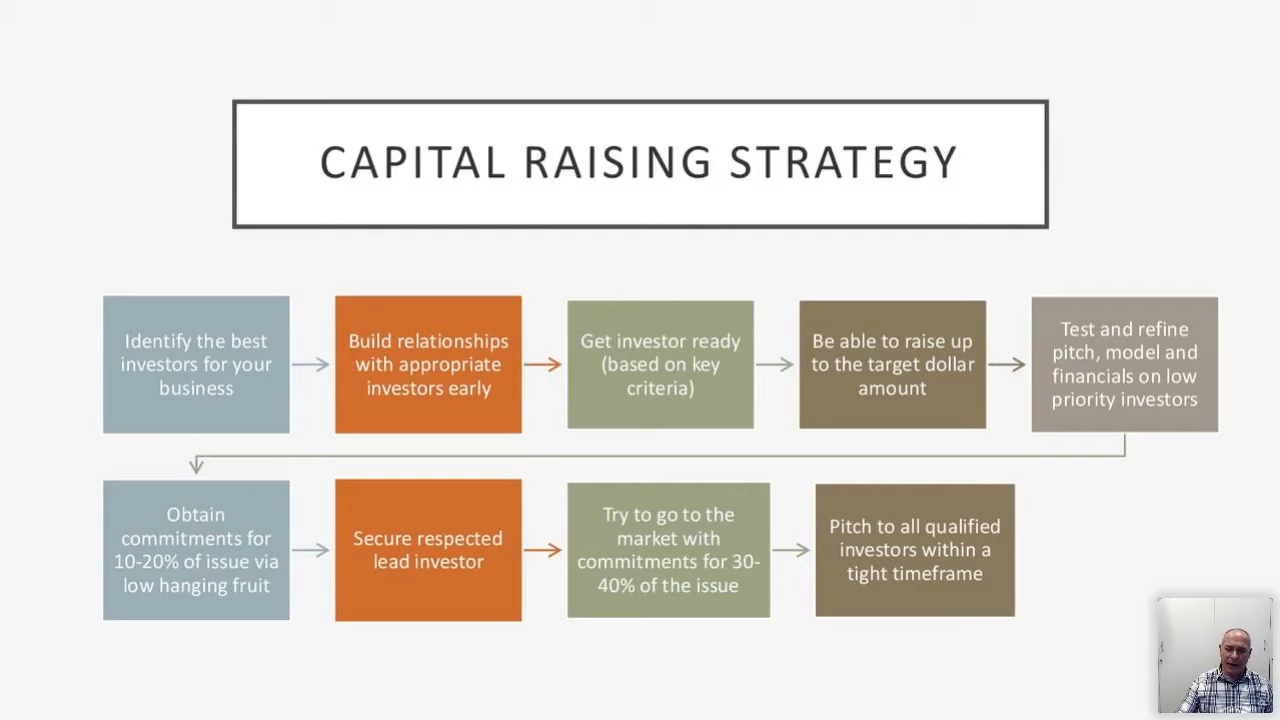 CAPITAL RAISING STRATEGY
Identify the best
investors for your
business
Build relationships
with appropriate
investors early
Get investor ready
(based on key
criteria)
Be able to raise up
to the target dollar
amount
Test and refine
pitch, model and
financials on low
priority investors
Obtain
commitments for
10-20% of issue via
low hanging fruit
Secure respected
lead investor
Try to go to the
market with
commitments for 30-
40% of the issue
Pitch to all qualified
investors within a
tight timeframe